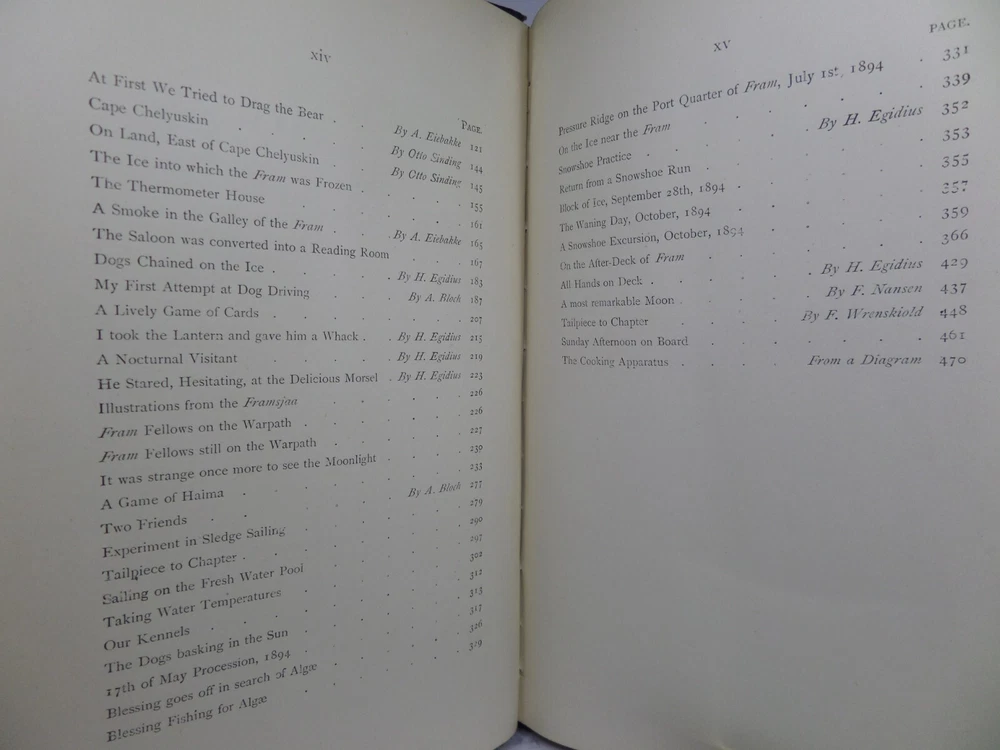 xiv
PAGE.
At First We Tried to Drag the Bear . . By A. Eiebakke 121
Cape Chelyuskin . . . . By Otto Sinding 144
On Land, East of Cape Chelyuskin . By Otto Sinding 145
The Ice into which the Fram was Frozen . . . . 155
The Thermometer House . . . . . 161
A Smoke in the Galley of the Fram . . By A. Eiebakke 165
The Saloon was converted into a Reading Room . . 167
Dogs Chained on the Ice . . . . By H. Egidius 183
My First Attempt at Dog Driving . . By A. Bloch 187
A Lively Game of Cards . . . . . 207
I took the Lantern and gave him a Whack . . By H. Egidius 215
A Nocturnal Visitant . . . . By H. Egidius 219
He Stared, Hesitating, at the Delicious Morsel . By H. Egidius 223
Illustrations from the Framsjaa . . . . . 226
Fram Fellows on the Warpath . . . . . 226
Fram Fellows still on the Warpath . . . . . 227
It was strange once more to see the Moonlight . . . . 230
A Game of Haima . . . . . 233
Two Friends . . . . By A. Bloch 277
Experiment in Sledge Sailing . . . . . 279
Tailpiece to Chapter . . . . . 290
Sailing on the Fresh Water Pool . . . . . 297
Taking Water Temperatures . . . . . 302
Our Kennels . . . . . 312
The Dogs basking in the Sun . . . . . 313
17th of May Procession, 1894 . . . . . 317
Blessing goes off in search of Algæ . . . . . 326
Blessing Fishing for Algæ . . . . . 329
xv
PAGE.
Pressure Ridge on the Port Quarter of Fram, July 1st, 1894 . 331
On the Ice near the Fram . . . . . 339
Snowshoe Practice . . . . By H. Egidius 352
Return from a Snowshoe Run . . . . . 353
Block of Ice, September 28th, 1894 . . . . . 355
The Waning Day, October, 1894 . . . . . 357
A Snowshoe Excursion, October, 1894 . . . . . 359
On the After-Deck of Fram . . . . . 366
All Hands on Deck . . . . By H. Egidius 429
A most remarkable Moon . . . . By F. Nansen 437
Tailpiece to Chapter . . . . By F. Wrenskiold 448
Sunday Afternoon on Board . . . . . 461
The Cooking Apparatus . . . . From a Diagram 470